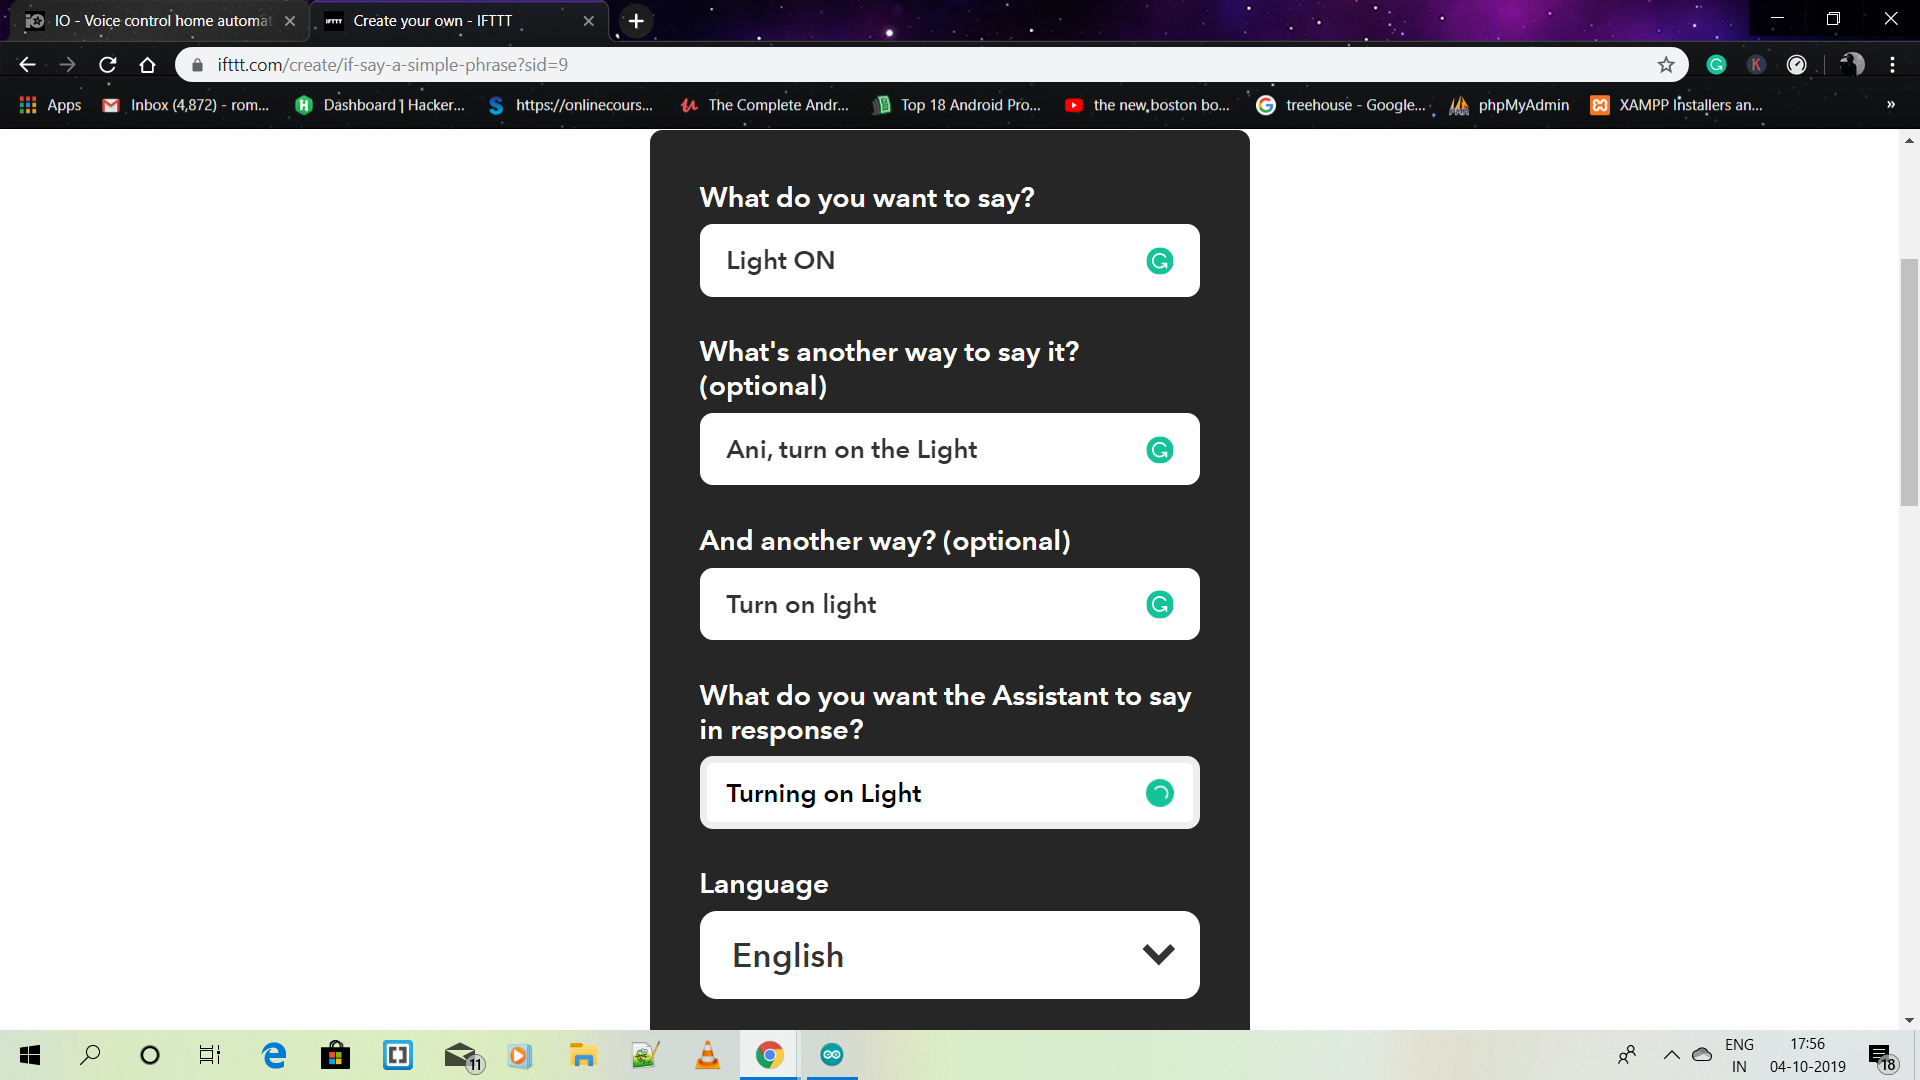 IO - Voice control home automat
IFTTT Create your own - IFTTT
ifttt.com/create/if-say-a-simple-phrase?sid=9
Apps Inbox (4,872) - rom... Dashboard | Hacker... https://onlinecours... The Complete Andr... Top 18 Android Pro... the new boston bo... treehouse - Google... phpMyAdmin XAMPP Installers an... »
What do you want to say?
Light ON
What's another way to say it?
(optional)
Ani, turn on the Light
And another way? (optional)
Turn on light
What do you want the Assistant to say
in response?
Turning on Light
Language
English
11
ENG
IN
17:56
04-10-2019
18